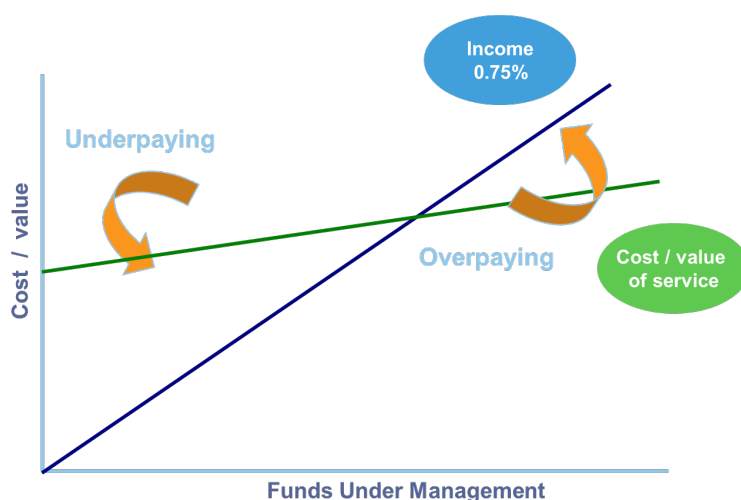 Income
0.75%
Underpaying
Cost / value
Overpaying
Cost / value
of service
Funds Under Management